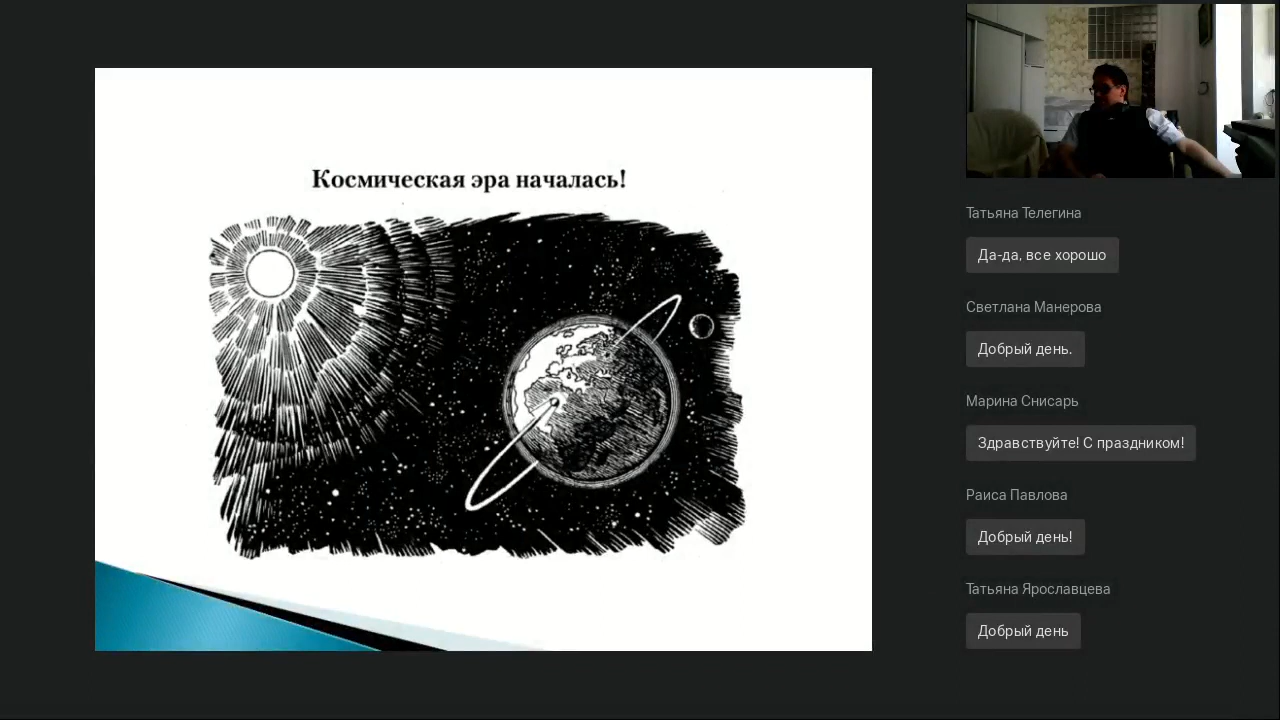 Космическая эра началась!
Татьяна Телегина
Да-да, все хорошо
Светлана Манерова
Добрый день.
Марина Снисарь
Здравствуйте! С праздником!
Раиса Павлова
Добрый день!
Татьяна Ярославцева
Добрый день